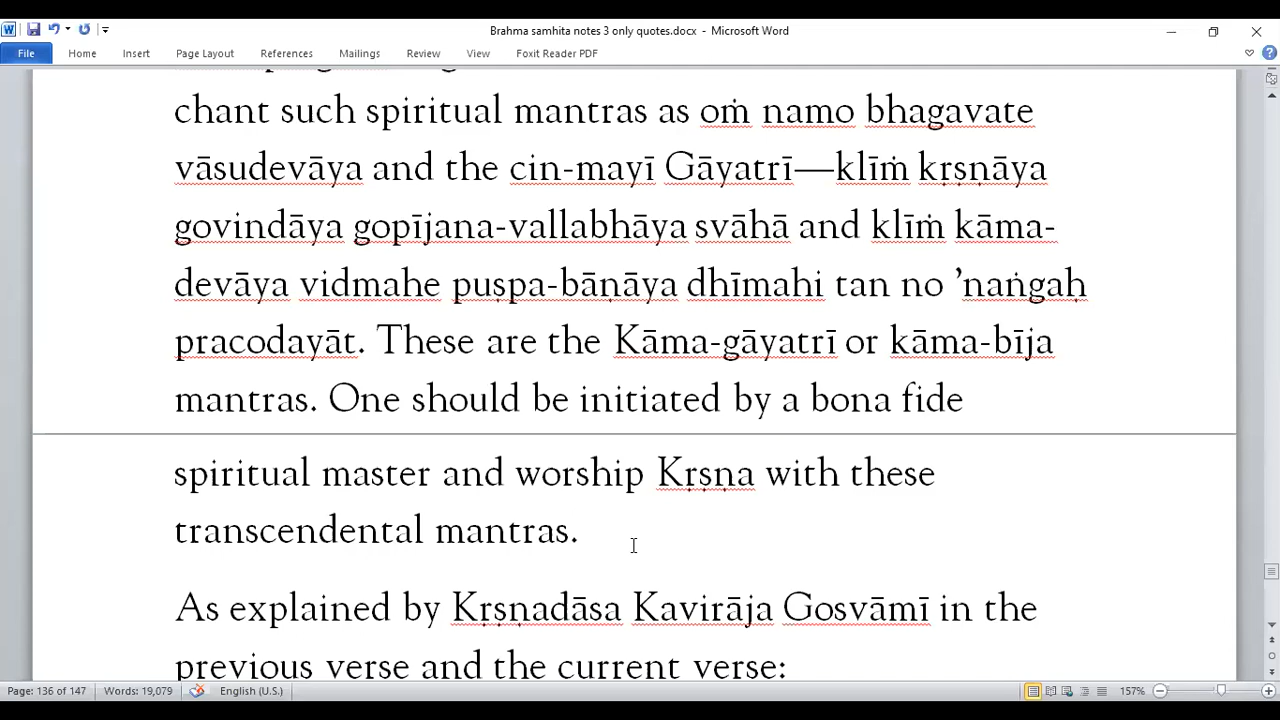 Brahma samhita notes 3 only quotes.docx - Microsoft Word
File Home Insert Page Layout References Mailings Review View Foxit Reader PDF
chant such spiritual mantras as oṁ namo bhagavate
vāsudevāya and the cin-mayī Gāyatrī—klīṁ kṛṣṇāya
govindāya gopījana-vallabhāya svāhā and klīṁ kāma-
devāya vidmahe puṣpa-bāṇāya dhīmahi tan no ’naṅgaḥ
pracodayāt. These are the Kāma-gāyatrī or kāma-bīja
mantras. One should be initiated by a bona fide
spiritual master and worship Kṛṣṇa with these
transcendental mantras.
As explained by Kṛṣṇadāsa Kavirāja Gosvāmī in the
previous verse and the current verse:
Page: 136 of 147 Words: 19,079 English (U.S.) 157%